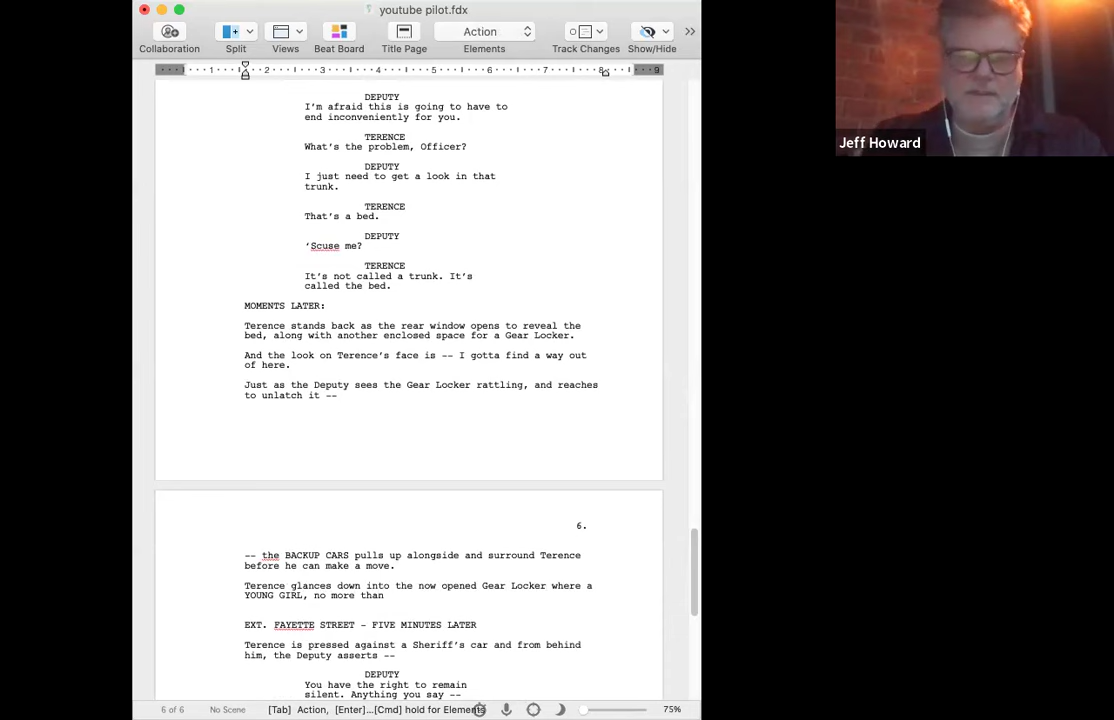 youtube pilot.fdx
Action
Collaboration Split Views Beat Board Title Page Elements Track Changes Show/Hide
1 2 3 4 5 6 7 8 9
DEPUTY
I'm afraid this is going to have to
end inconveniently for you.
TERENCE
What's the problem, Officer?
DEPUTY
I just need to get a look in that
trunk.
TERENCE
That's a bed.
DEPUTY
'Scuse me?
TERENCE
It's not called a trunk. It's
called the bed.
MOMENTS LATER:
Terence stands back as the rear window opens to reveal the
bed, along with another enclosed space for a Gear Locker.
And the look on Terence's face is -- I gotta find a way out
of here.
Just as the Deputy sees the Gear Locker rattling, and reaches
to unlatch it --
6.
-- the BACKUP CARS pulls up alongside and surround Terence
before he can make a move.
Terence glances down into the now opened Gear Locker where a
YOUNG GIRL, no more than
EXT. FAYETTE STREET - FIVE MINUTES LATER
Terence is pressed against a Sheriff's car and from behind
him, the Deputy asserts --
DEPUTY
You have the right to remain
silent. Anything you say --
6 of 6 No Scene [Tab] Action, [Enter]...[Cmd] hold for Elements 75%
Jeff Howard